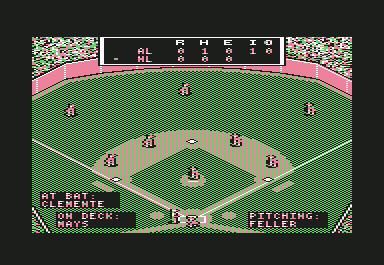 R H E I O
AL 0 1 0 1 0
- NL 0 0 0
AT BAT:
CLEMENTE
ON DECK:
MAYS
PITCHING:
FELLER